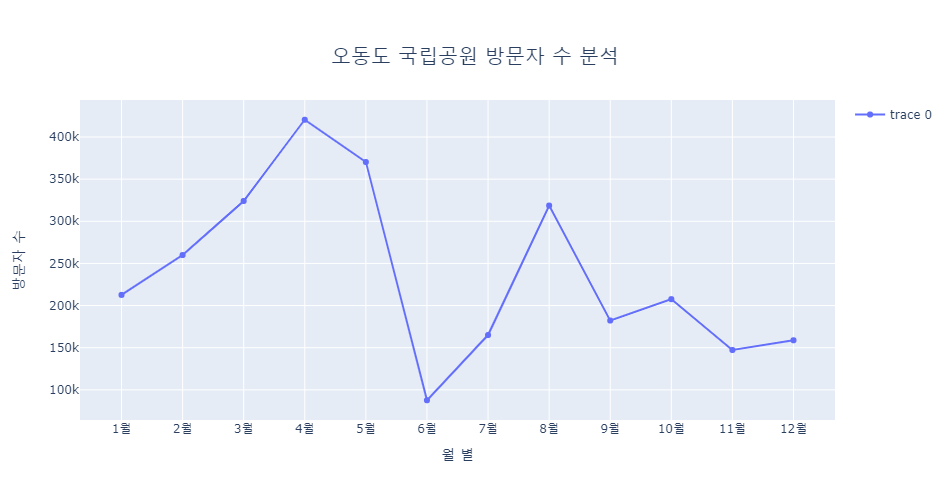 오동도 국립공원 방문자 수 분석
trace 0
방문자 수
400k
350k
300k
250k
200k
150k
100k
1월 2월 3월 4월 5월 6월 7월 8월 9월 10월 11월 12월
월 별